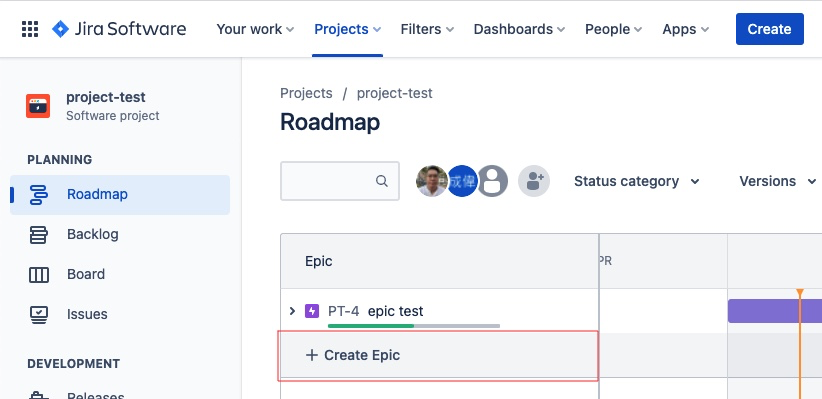 Jira Software Your work Projects Filters Dashboards People Apps Create
project-test
Software project
PLANNING
Roadmap
Backlog
Board
Issues
DEVELOPMENT
Releases
Projects / project-test
Roadmap
成偉
Status category Versions
Epic
PR
PT-4 epic test
+ Create Epic